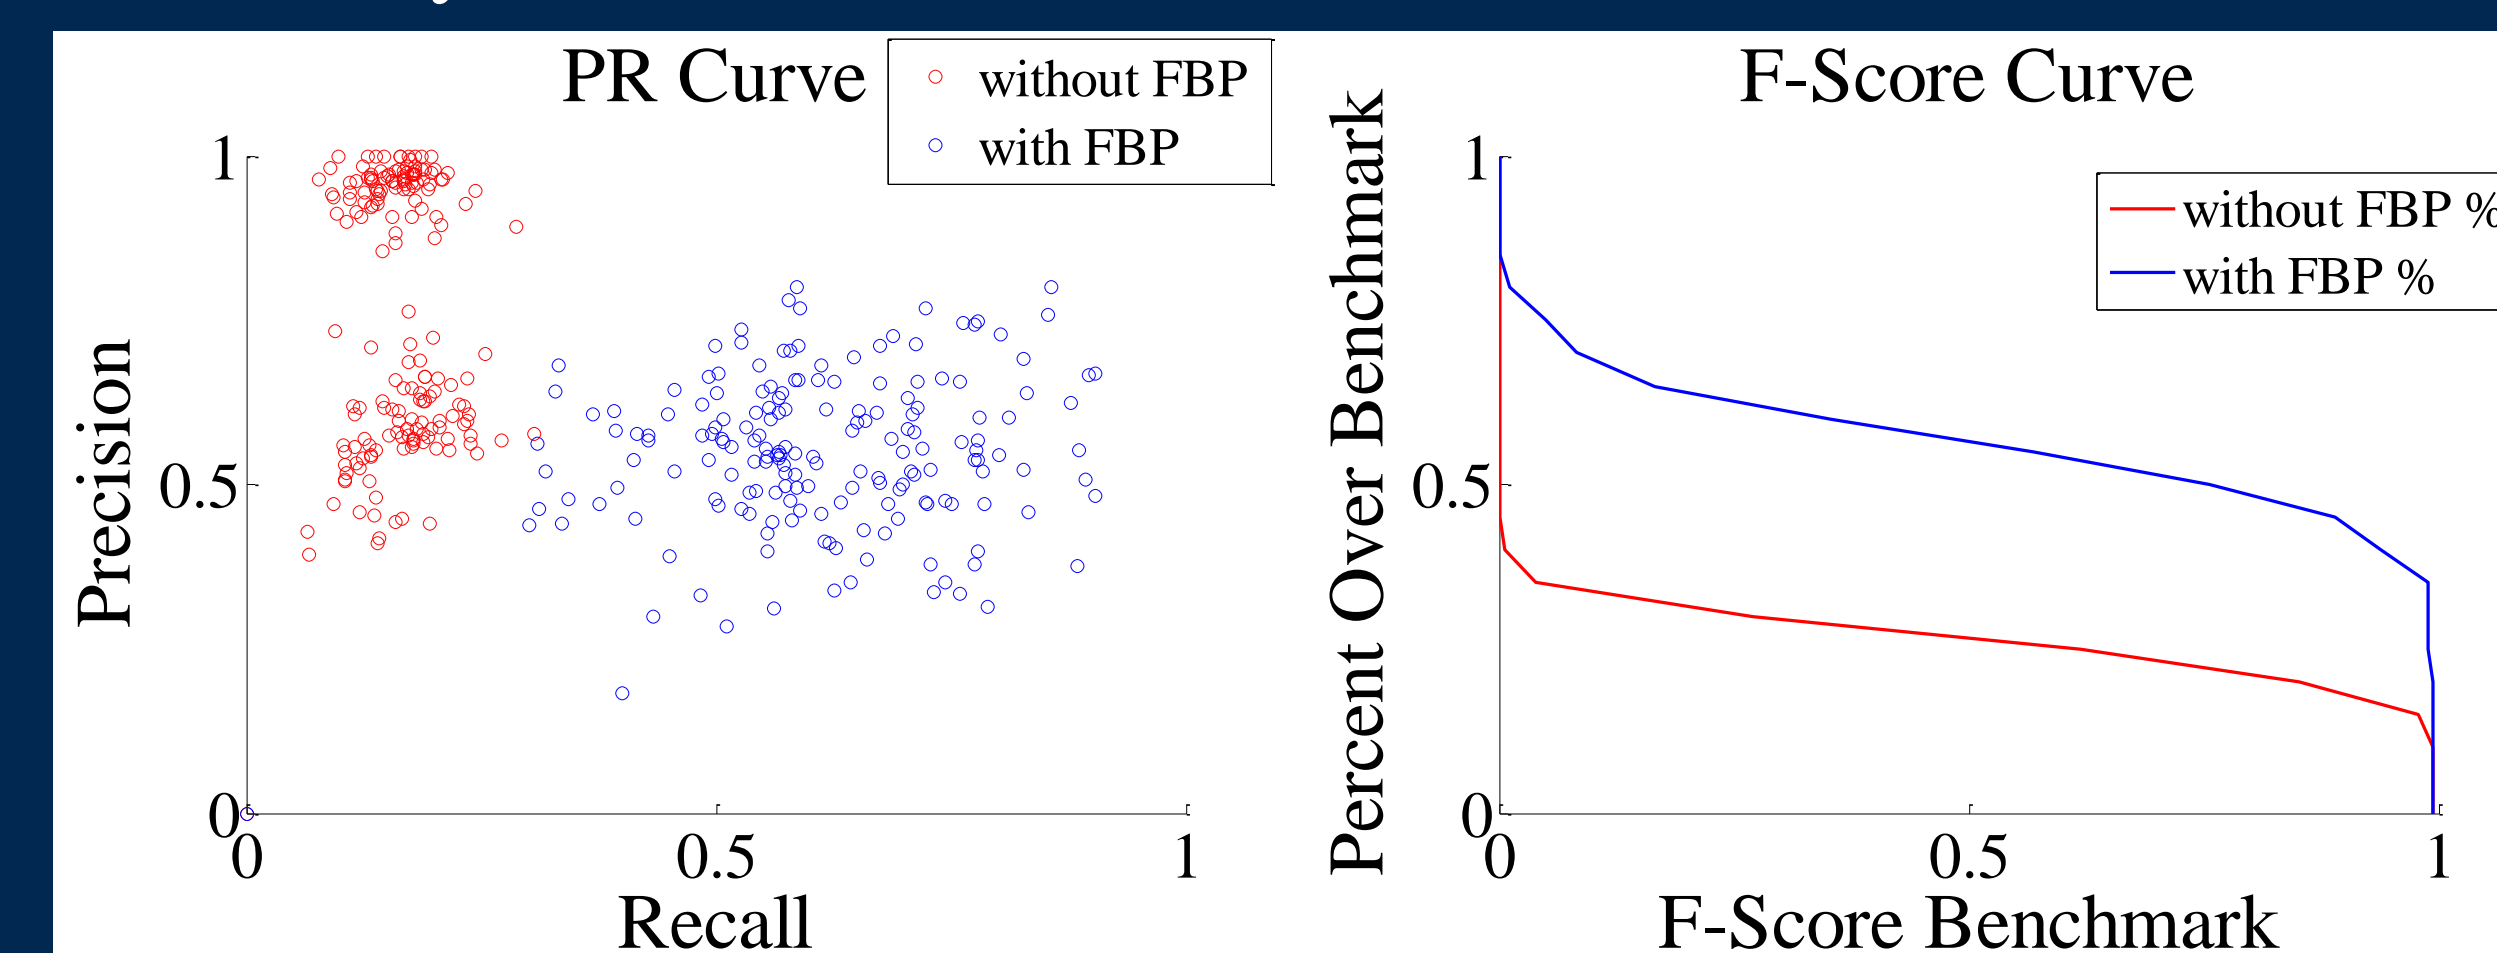 PR Curve
without FBP
with FBP
Precision
1
0.5
0
0
0.5
1
Recall
F-Score Curve
without FBP %
with FBP %
Percent Over Benchmark
1
0.5
0
0
0.5
1
F-Score Benchmark